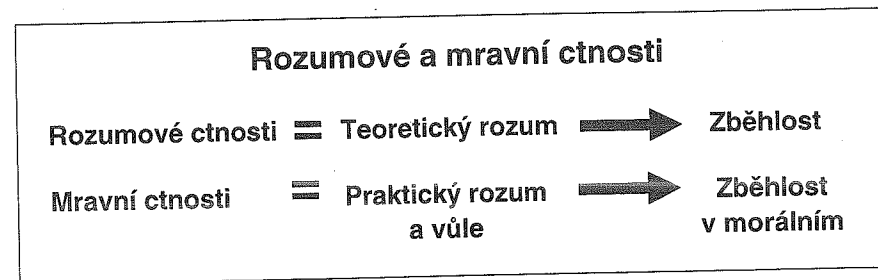 Rozumové a mravní ctnosti
Rozumové ctnosti = Teoretický rozum → Zběhlost
Mravní ctnosti = Praktický rozum → Zběhlost
a vůle v morálním